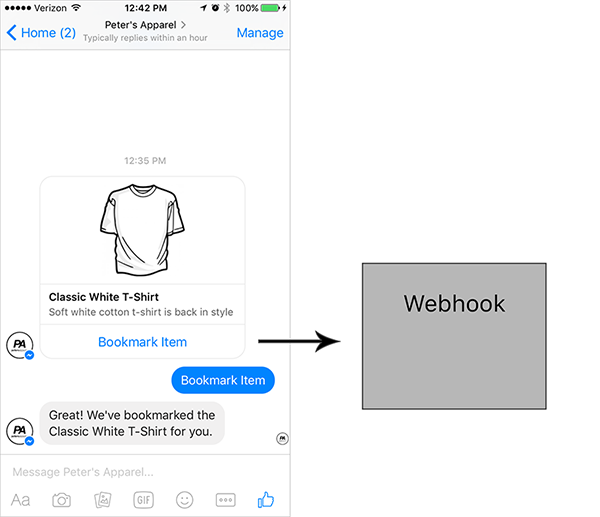 Verizon 12:42 PM 100%
Home (2) Peter's Apparel Manage
Typically replies within an hour
12:35 PM
Classic White T-Shirt
Soft white cotton t-shirt is back in style
Bookmark Item
PA
Bookmark Item
Great! We've bookmarked the
Classic White T-Shirt for you.
PA
PA
Message Peter's Apparel...
Aa GIF
Webhook